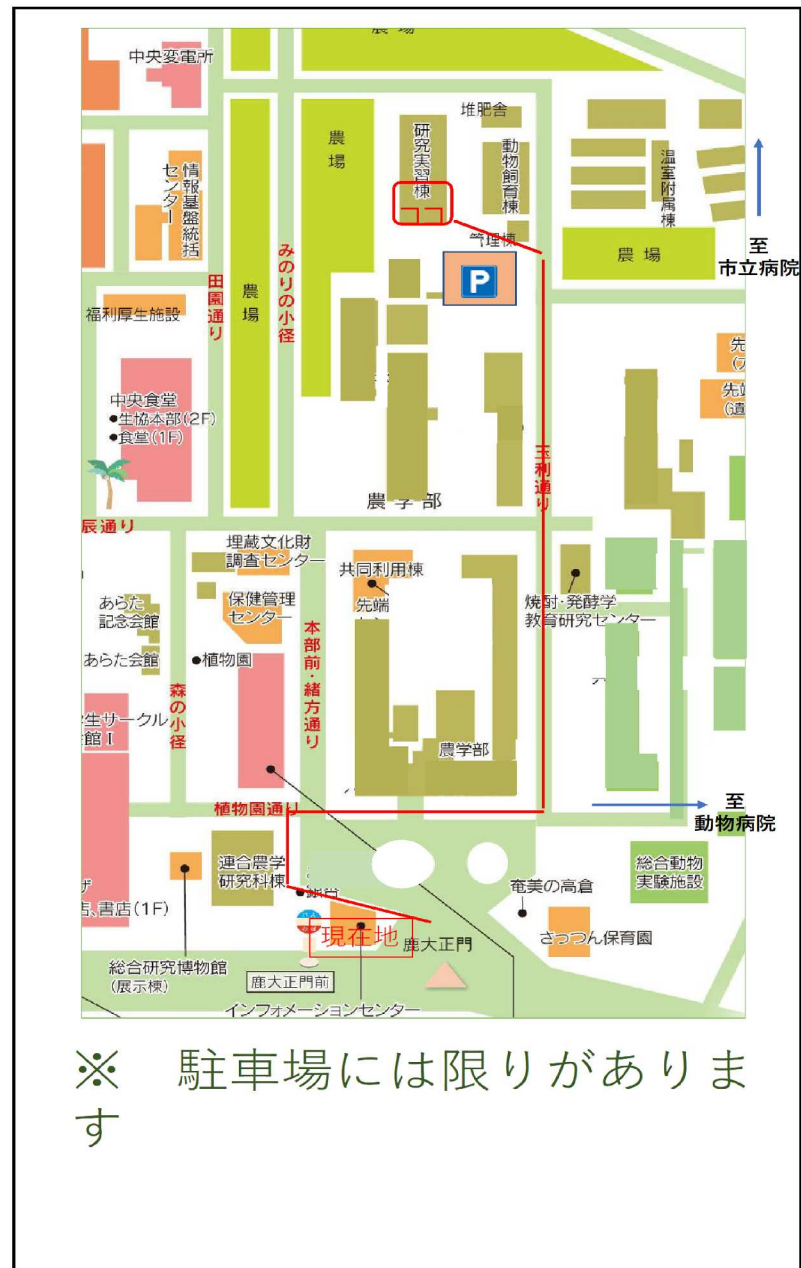 農場
中央変電所
堆肥舎
研究実習棟
動物飼育棟
農場
温室附属棟
情報基盤統括
センター
管理棟
至
市立病院
みのりの小径
農場
P
田園通り
農場
福利厚生施設
先
中央食堂
●生協本部(2F)
●食堂(1F)
玉利通り
農学部
辰通り
埋蔵文化財
調査センター
共同利用棟
先端
焼酎・発酵学
教育研究センター
あらた
記念会館
保健管理
センター
本部前・緒方通り
あらた会館
●植物園
森の小径
生サークル
館Ⅰ
農学部
植物園通り
至
動物病院
連合農学
研究科棟
総合動物
実験施設
奄美の高倉
店、書店(1F)
現在地
鹿大正門
さっつん保育園
総合研究博物館
(展示棟)
鹿大正門前
インフォメーションセンター
※　駐車場には限りがありま
す